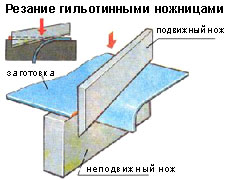 Резание гильотинными ножницами
подвижный нож
заготовка
неподвижный нож